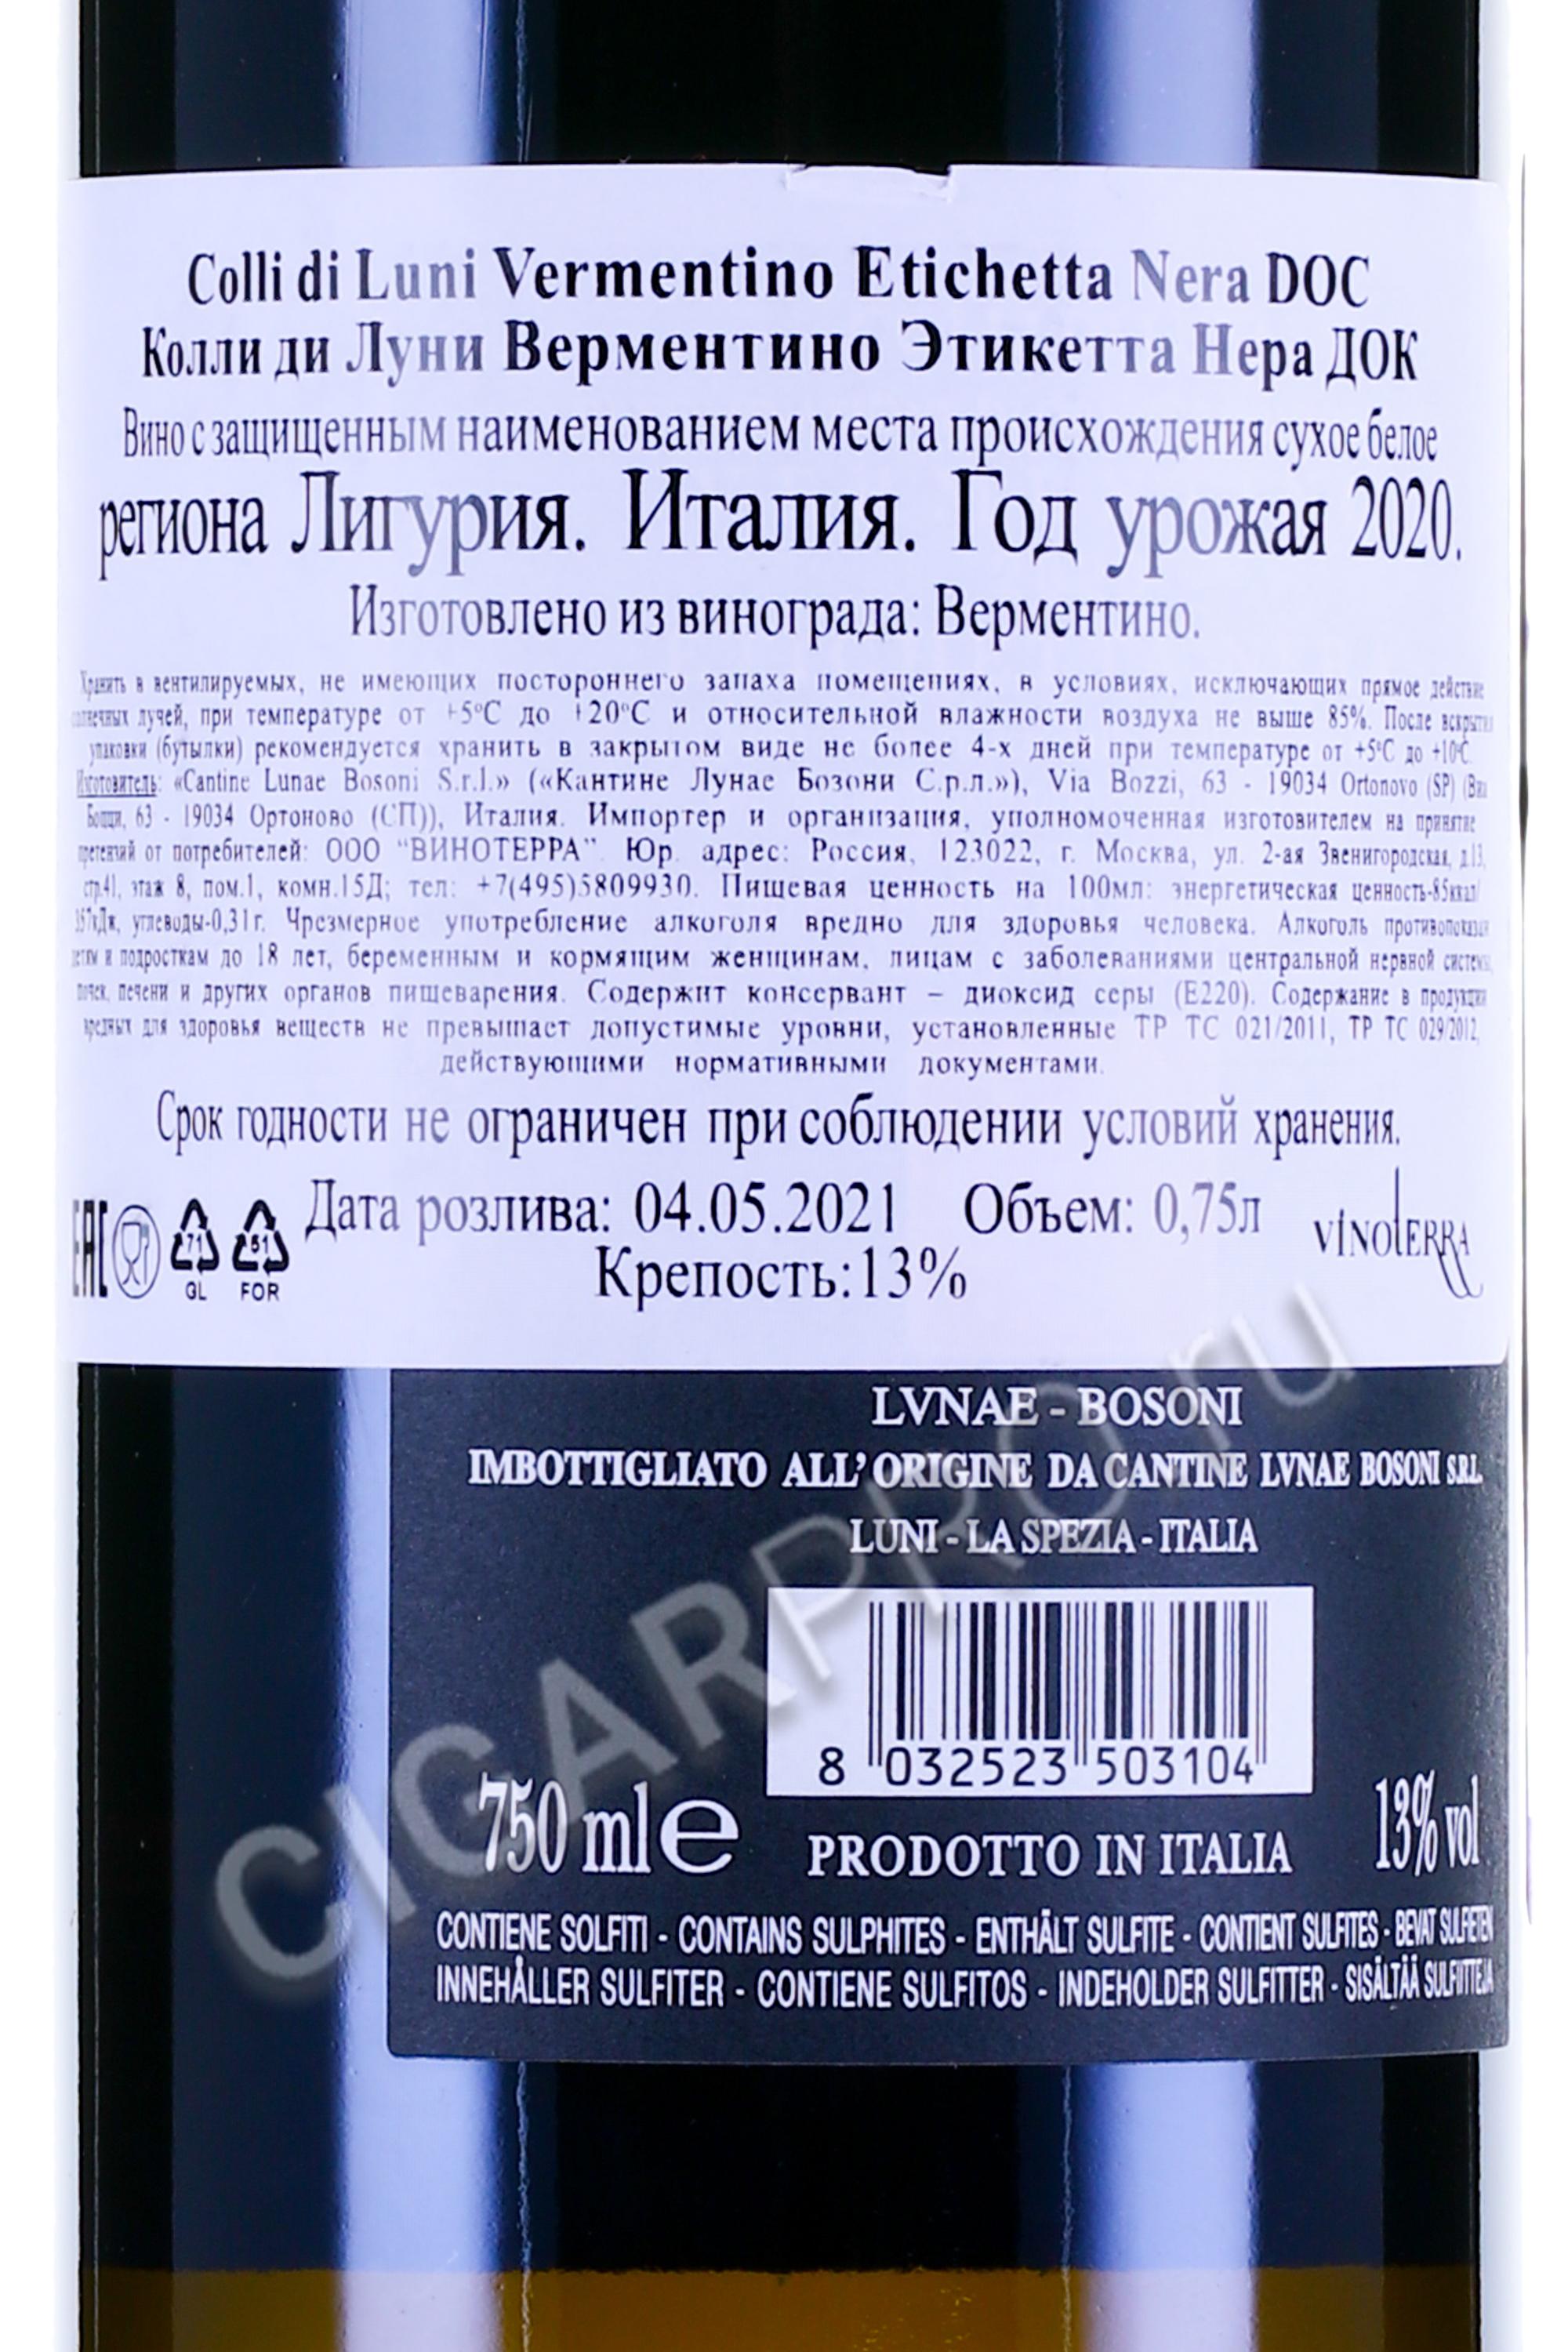 Colli di Luni Vermentino Etichetta Nera DOC
Колли ди Луни Верментино Этикетта Нера ДОК
Вино с защищенным наименованием места происхождения сухое белое
региона Лигурия. Италия. Год урожая 2020.
Изготовлено из винограда: Верментино.
Хранить в вентилируемых, не имеющих постороннего запаха помещениях, в условиях, исключающих прямое действие
солнечных лучей, при температуре от +5°C до +20°C и относительной влажности воздуха не выше 85%. После вскрытия
упаковки (бутылки) рекомендуется хранить в закрытом виде не более 4-х дней при температуре от +5°C до +10°C.
Изготовитель: «Cantine Lunae Bosoni S.r.l.» («Кантине Лунае Бозони С.р.л.»), Via Bozzi, 63 - 19034 Ortonovo (SP) (Виа
Боцци, 63 - 19034 Ортоново (СП)), Италия. Импортер и организация, уполномоченная изготовителем на принятие
претензий от потребителей: ООО "ВИНОТЕРРА". Юр. адрес: Россия, 123022, г. Москва, ул. 2-ая Звенигородская, д.13,
стр.41, этаж 8, пом.1, комн.15Д; тел: +7(495)5809930. Пищевая ценность на 100мл: энергетическая ценность-85ккал/
357кДж, углеводы-0,31г. Чрезмерное употребление алкоголя вредно для здоровья человека. Алкоголь противопоказан
детям и подросткам до 18 лет, беременным и кормящим женщинам, лицам с заболеваниями центральной нервной системы,
почек, печени и других органов пищеварения. Содержит консервант – диоксид серы (E220). Содержание в продукции
вредных для здоровья веществ не превышает допустимые уровни, установленные ТР ТС 021/2011, ТР ТС 029/2012,
действующими нормативными документами.
Срок годности не ограничен при соблюдении условий хранения.
EAC 71 GL 51 FOR Дата розлива: 04.05.2021 Объем: 0,75л VINOTERRA
Крепость:13%
LVNAE - BOSONI
IMBOTTIGLIATO ALL'ORIGINE DA CANTINE LVNAE BOSONI S.R.L.
LUNI - LA SPEZIA - ITALIA
8 032523 503104
750 ml e PRODOTTO IN ITALIA 13% vol
CONTIENE SOLFITI - CONTAINS SULPHITES - ENTHÄLT SULFITE - CONTIENT SULFITES - BEVAT SULFIETEN
INNEHÅLLER SULFITER - CONTIENE SULFITOS - INDEHOLDER SULFITTER - SISÄLTÄÄ SULFIITTEJA
CIGARPRO.ru